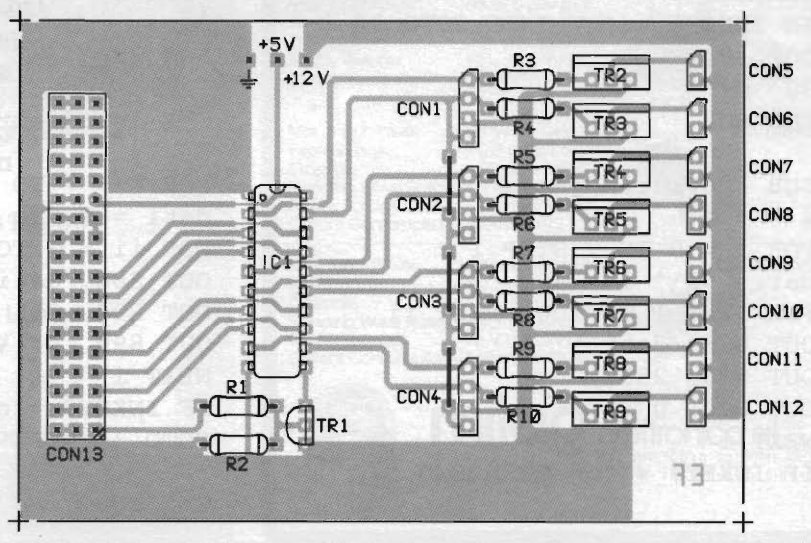 +5V
+12V
R3
TR2
CON5
CON1
R4
TR3
CON6
R5
TR4
CON7
CON2
R6
TR5
CON8
IC1
R7
TR6
CON9
CON3
R8
TR7
CON10
R9
TR8
CON11
R1
CON4
R10
TR9
CON12
TR1
CON13
R2